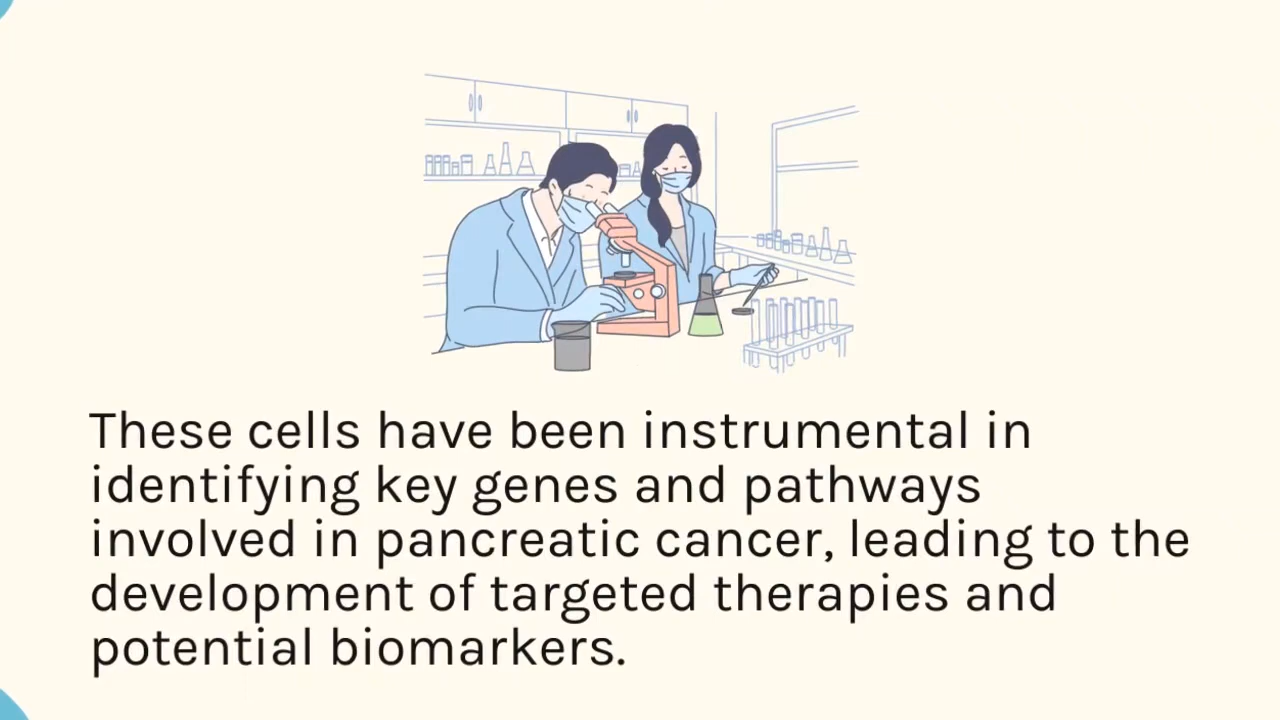 These cells have been instrumental in
identifying key genes and pathways
involved in pancreatic cancer, leading to the
development of targeted therapies and
potential biomarkers.